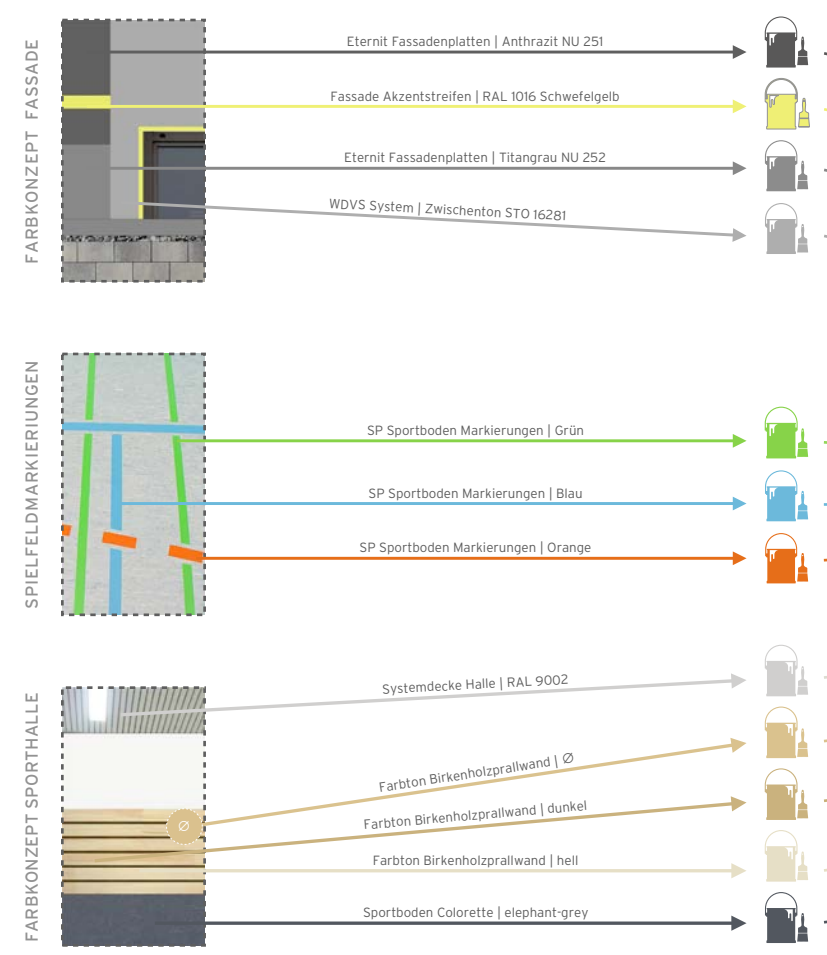 FARBKONZEPT FASSADE
Eternit Fassadenplatten | Anthrazit NU 251
Fassade Akzentstreifen | RAL 1016 Schwefelgelb
Eternit Fassadenplatten | Titangrau NU 252
WDVS System | Zwischenton STO 16281
SPIELFELDMARKIERIUNGEN
SP Sportboden Markierungen | Grün
SP Sportboden Markierungen | Blau
SP Sportboden Markierungen | Orange
FARBKONZEPT SPORTHALLE
Systemdecke Halle | RAL 9002
Farbton Birkenholzprallwand | Ø
Ø
Farbton Birkenholzprallwand | dunkel
Farbton Birkenholzprallwand | hell
Sportboden Colorette | elephant-grey